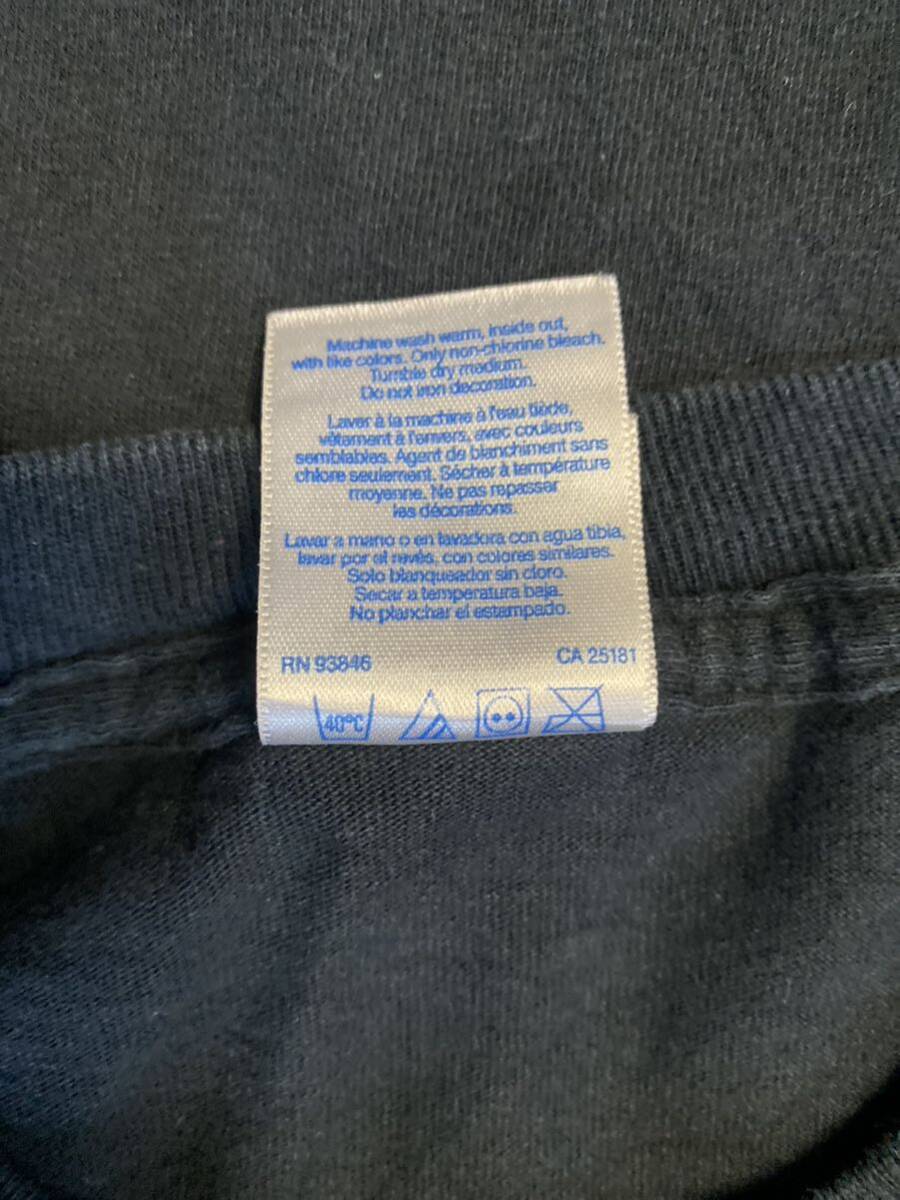 Machine wash warm, inside out,
with like colors. Only non-chlorine bleach.
Tumble dry medium.
Do not iron decoration.
Laver à la machine à l'eau tiède,
vêtement à l'envers, avec couleurs
semblables. Agent de blanchiment sans
chlore seulement. Sécher à température
moyenne. Ne pas repasser
les décorations.
Lavar a mano o en lavadora con agua tibia,
lavar por el revés, con colores similares.
Solo blanqueador sin cloro.
Secar a temperatura baja.
No planchar el estampado.
RN 93846 CA 25181
40°C